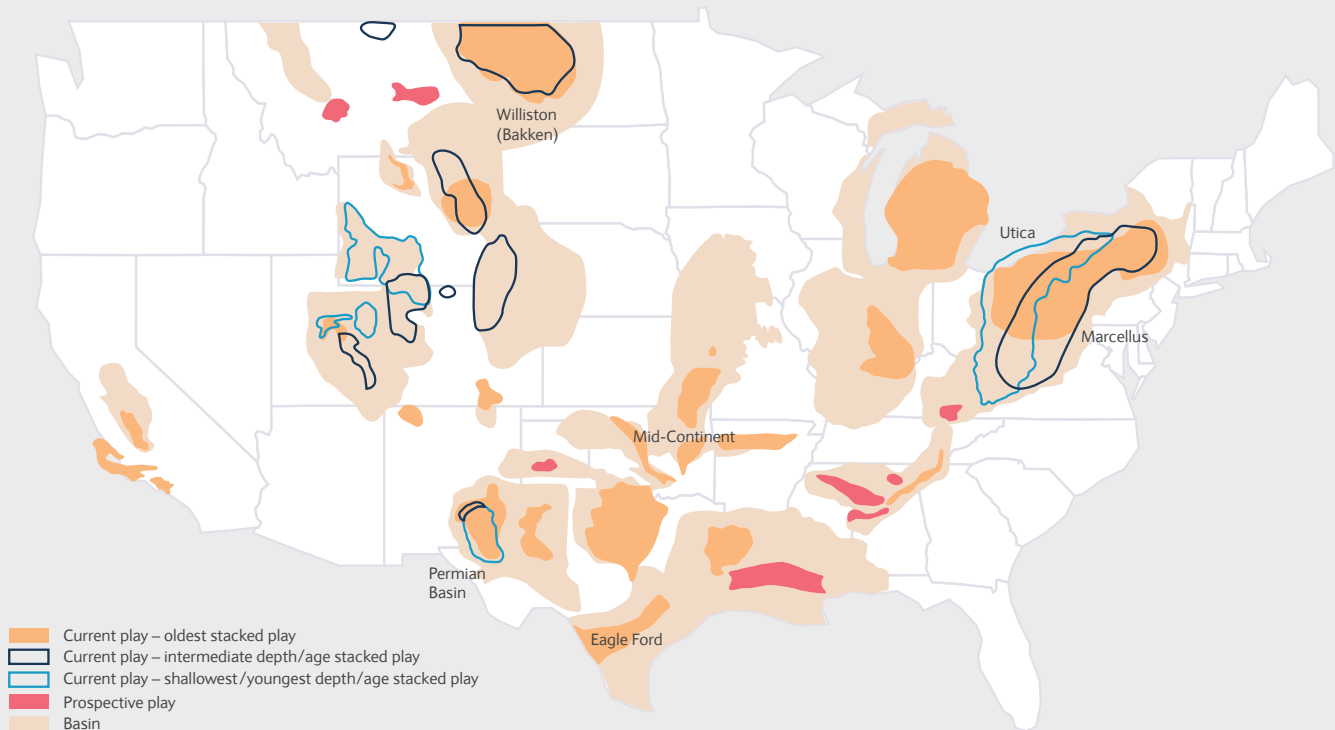 Williston
(Bakken)
Utica
Marcellus
Mid-Continent
Permian
Basin
Eagle Ford
Current play – oldest stacked play
Current play – intermediate depth/age stacked play
Current play – shallowest/youngest depth/age stacked play
Prospective play
Basin